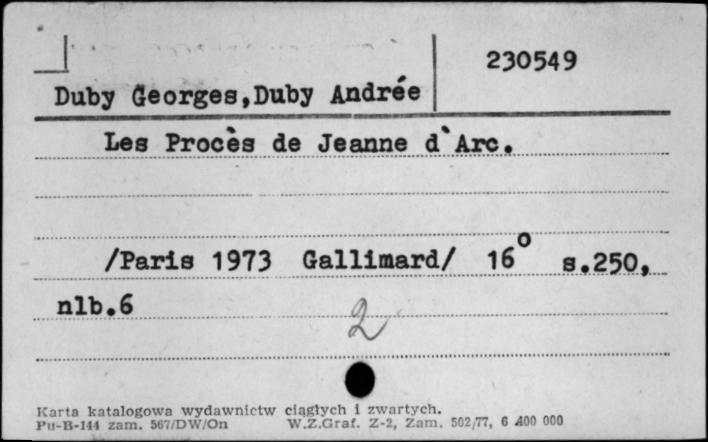 230549
Duby Georges,Duby Andrée
Les Procès de Jeanne d`Arc.
/Paris 1973 Gallimard/ 16° s.250,
nlb.6
2
Karta katalogowa wydawnictw ciągłych i zwartych.
Pu-B-144 zam. 567/DW/On W.Z.Graf. Z-2, Zam. 502/77, 6 400 000